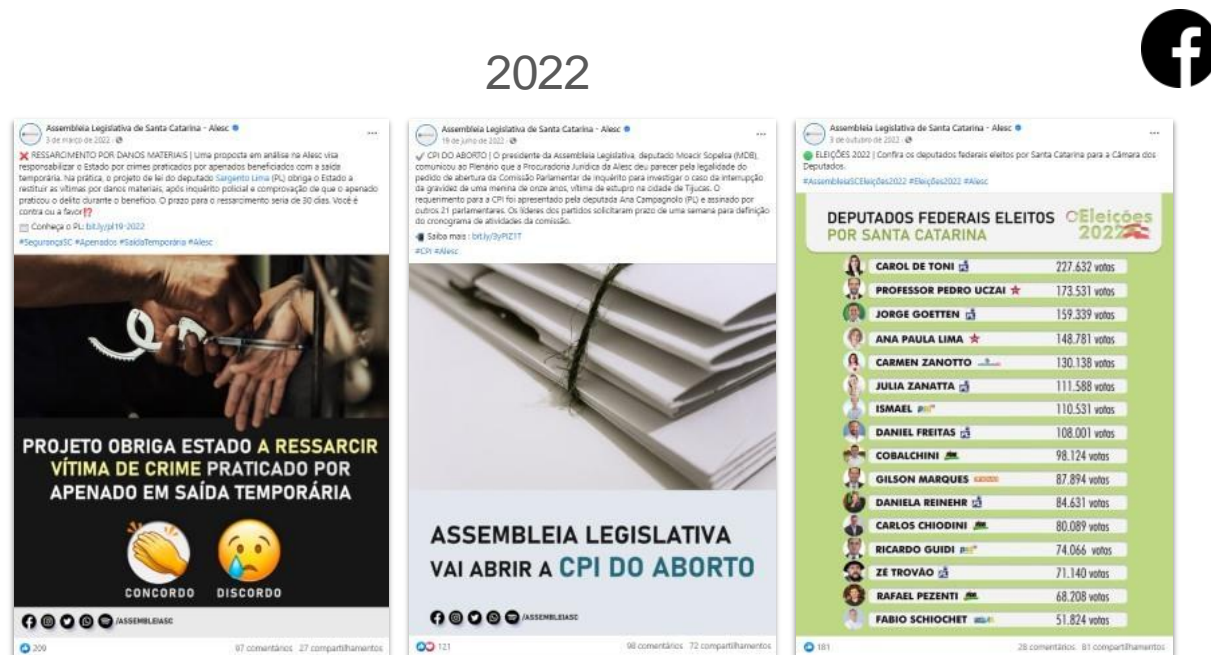 2022
Assembleia Legislativa de Santa Catarina - Alesc
3 de março de 2022
❌ RESSARCIMENTO POR DANOS MATERIAIS | Uma proposta em análise na Alesc visa
responsabilizar o Estado por crimes praticados por apenados beneficiados com a saída
temporária. Na prática, o projeto de lei do deputado Sargento Lima (PL) obriga o Estado a
restituir as vítimas por danos materiais, após inquérito policial e comprovação de que o apenado
praticou o delito durante o benefício. O prazo para o ressarcimento seria de 30 dias. Você é
contra ou a favor⁉️
Conheça o PL: bit.ly/pl19-2022
#SegurançaSC #Apenados #SaídaTemporária #Alesc
PROJETO OBRIGA ESTADO A RESSARCIR
VÍTIMA DE CRIME PRATICADO POR
APENADO EM SAÍDA TEMPORÁRIA
CONCORDO DISCORDO
/ASSEMBLEIASC
209 97 comentários 27 compartilhamentos
Assembleia Legislativa de Santa Catarina - Alesc
CPI DO ABORTO | O presidente da Assembleia Legislativa, deputado Moacir Sopelsa (MDB),
comunicou ao Plenário que a Procuradoria Jurídica da Alesc deu parecer pela legalidade do
pedido de abertura da Comissão Parlamentar de Inquérito para investigar o caso da interrupção
da gravidez de uma menina de onze anos, vítima de estupro na cidade de Tijucas. O
requerimento para a CPI foi apresentado pela deputada Ana Campagnolo (PL) e assinado por
outros 21 parlamentares. Os líderes dos partidos solicitaram prazo de uma semana para definição
do cronograma de atividades da comissão.
Saiba mais : bit.ly/3yPIZ1T
#CPI #Alesc
ASSEMBLEIA LEGISLATIVA
VAI ABRIR A CPI DO ABORTO
/ASSEMBLEIASC
121 98 comentários 72 compartilhamentos
Assembleia Legislativa de Santa Catarina - Alesc
3 de outubro de 2022
ELEIÇÕES 2022 | Confira os deputados federais eleitos por Santa Catarina para a Câmara dos
Deputados.
#AssembleiaSCEleições2022 #Eleições2022 #Alesc
DEPUTADOS FEDERAIS ELEITOS
POR SANTA CATARINA
Eleições
2022
CAROL DE TONI 227.632 votos
PROFESSOR PEDRO UCZAI 173.531 votos
JORGE GOETTEN 159.339 votos
ANA PAULA LIMA 148.781 votos
CARMEN ZANOTTO 130.138 votos
JULIA ZANATTA 111.588 votos
ISMAEL 110.531 votos
DANIEL FREITAS 108.001 votos
COBALCHINI 98.124 votos
GILSON MARQUES 87.894 votos
DANIELA REINEHR 84.631 votos
CARLOS CHIODINI 80.089 votos
RICARDO GUIDI 74.066 votos
ZÉ TROVÃO 71.140 votos
RAFAEL PEZENTI 68.208 votos
FABIO SCHIOCHET 51.824 votos
181 28 comentários 81 compartilhamentos